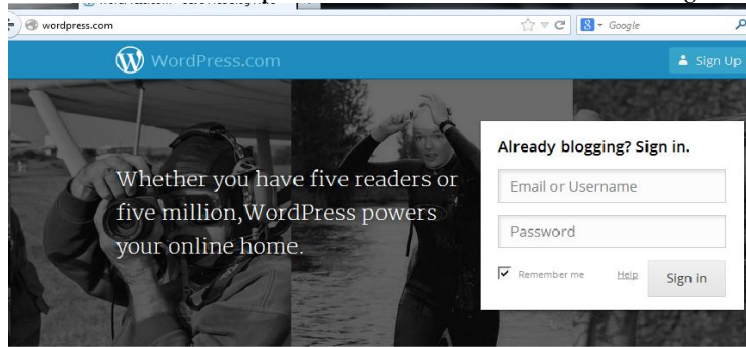 wordpress.com
Google
WordPress.com
Sign Up
Already blogging? Sign in.
Email or Username
Whether you have five readers or
five million,WordPress powers
your online home.
Password
Remember me Help Sign in